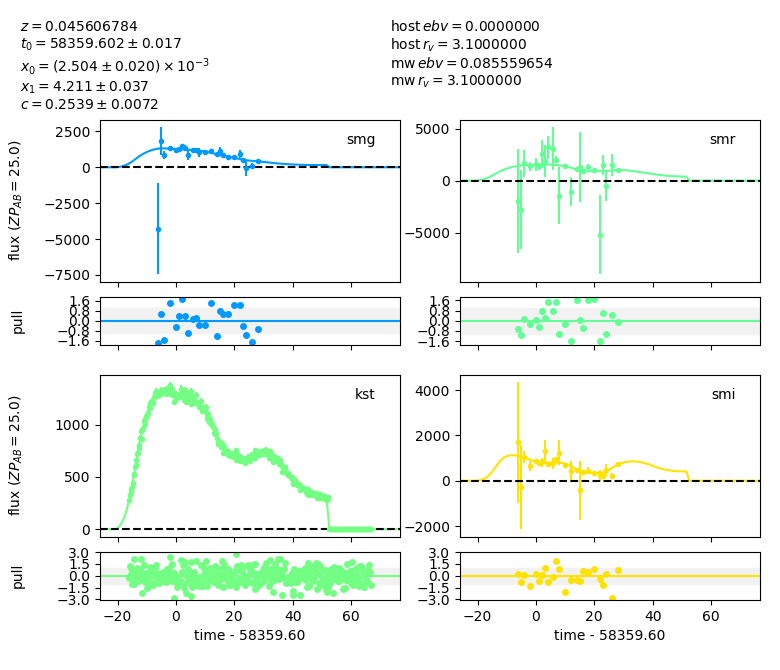 z = 0.045606784
t₀ = 58359.602 ± 0.017
x₀ = (2.504 ± 0.020) × 10⁻³
x₁ = 4.211 ± 0.037
c = 0.2539 ± 0.0072
host ebv = 0.0000000
host r_v = 3.1000000
mw ebv = 0.085559654
mw r_v = 3.1000000
flux (ZP_AB = 25.0)
2500
0
−2500
−5000
−7500
smg
5000
0
−5000
smr
pull
1.6
0.8
0.0
−0.8
−1.6
1.6
0.8
0.0
−0.8
−1.6
flux (ZP_AB = 25.0)
1000
500
0
kst
4000
2000
0
−2000
smi
pull
3.0
1.5
0.0
−1.5
−3.0
3.0
1.5
0.0
−1.5
−3.0
−20 0 20 40 60
−20 0 20 40 60
time - 58359.60
time - 58359.60